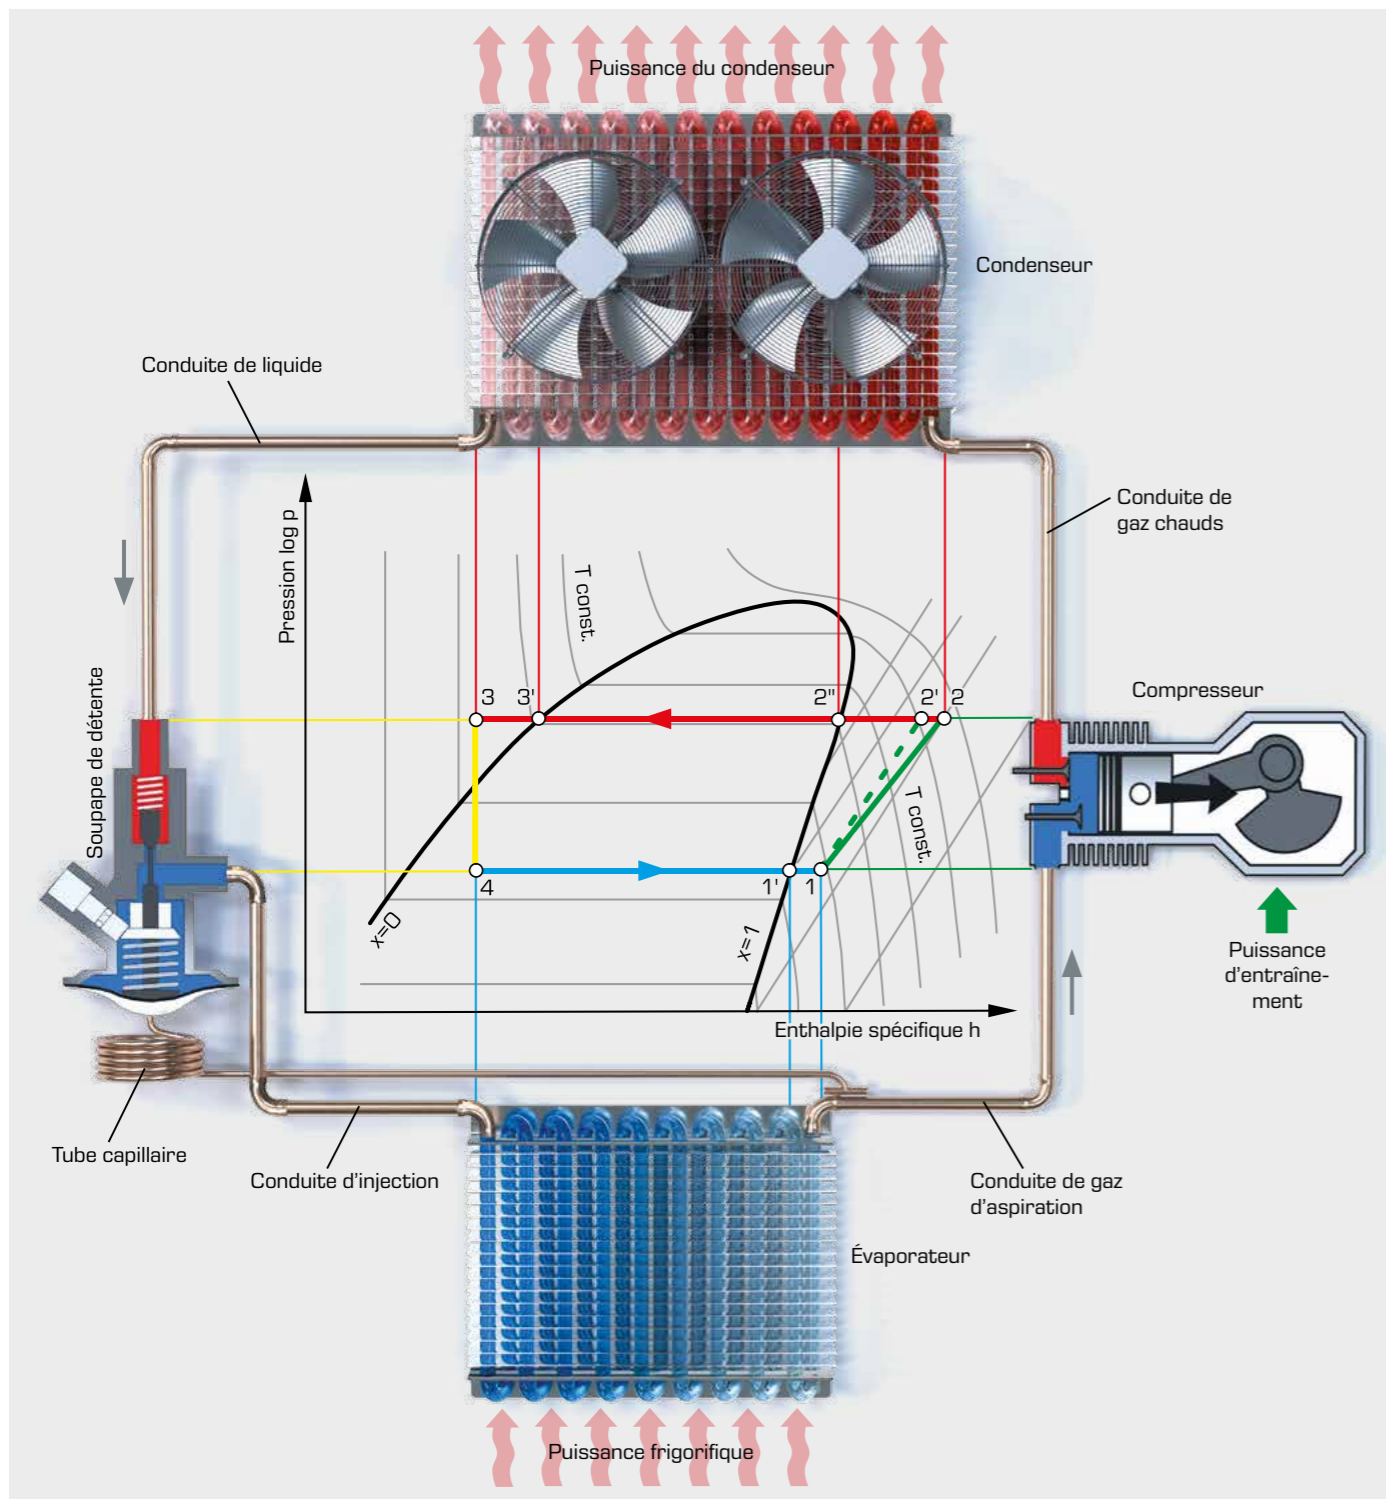 Puissance du condenseur
Condenseur
Conduite de liquide
Conduite de
gaz chauds
Pression log p
T const.
3 3' 2" 2' 2
Compresseur
Soupape de détente
T const.
4 1' 1
x=0
x=1
Puissance
d'entraîne-
ment
Enthalpie spécifique h
Tube capillaire
Conduite d'injection
Conduite de gaz
d'aspiration
Évaporateur
Puissance frigorifique